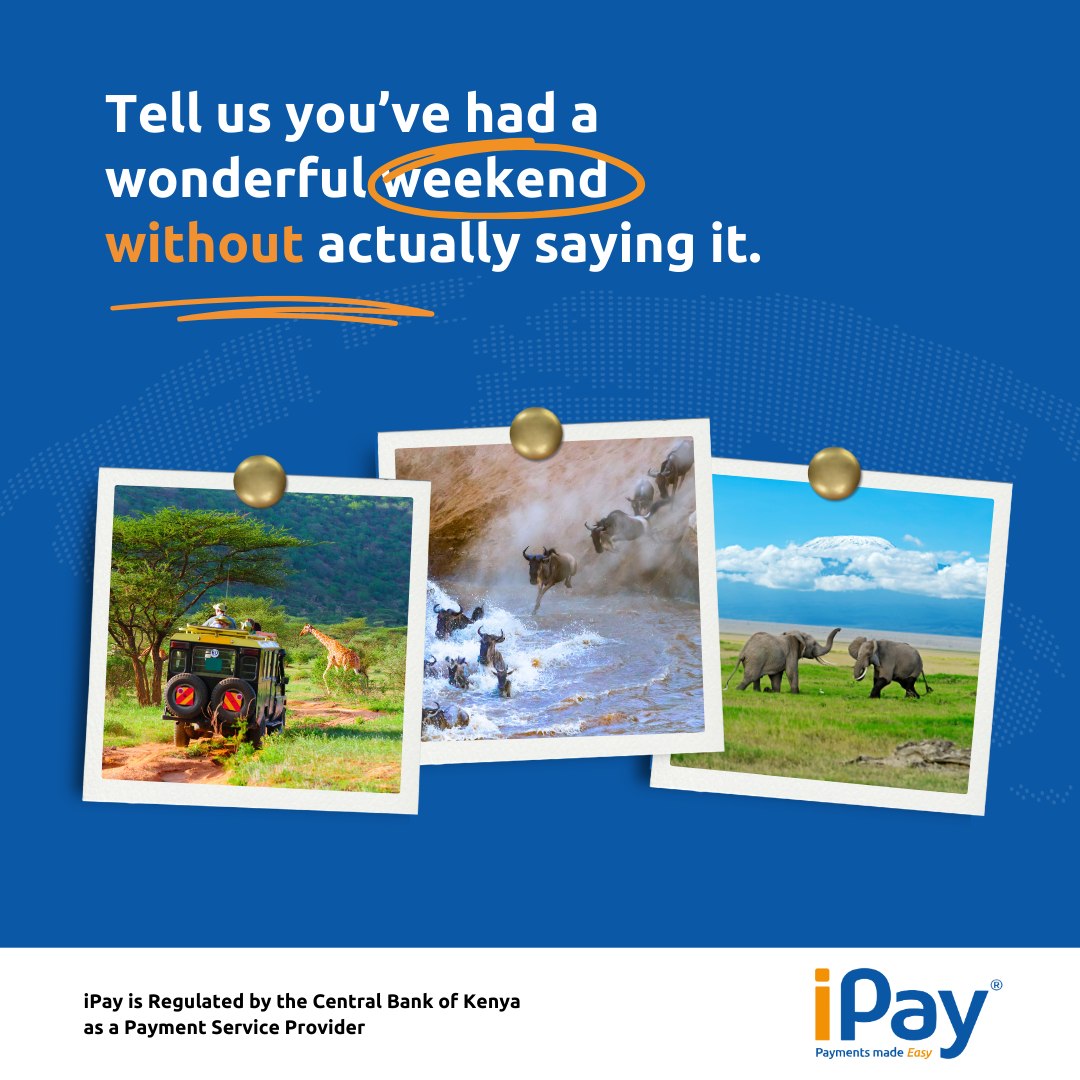 Tell us you’ve had a
wonderful weekend
without actually saying it.
iPay is Regulated by the Central Bank of Kenya
as a Payment Service Provider
iPay®
Payments made Easy